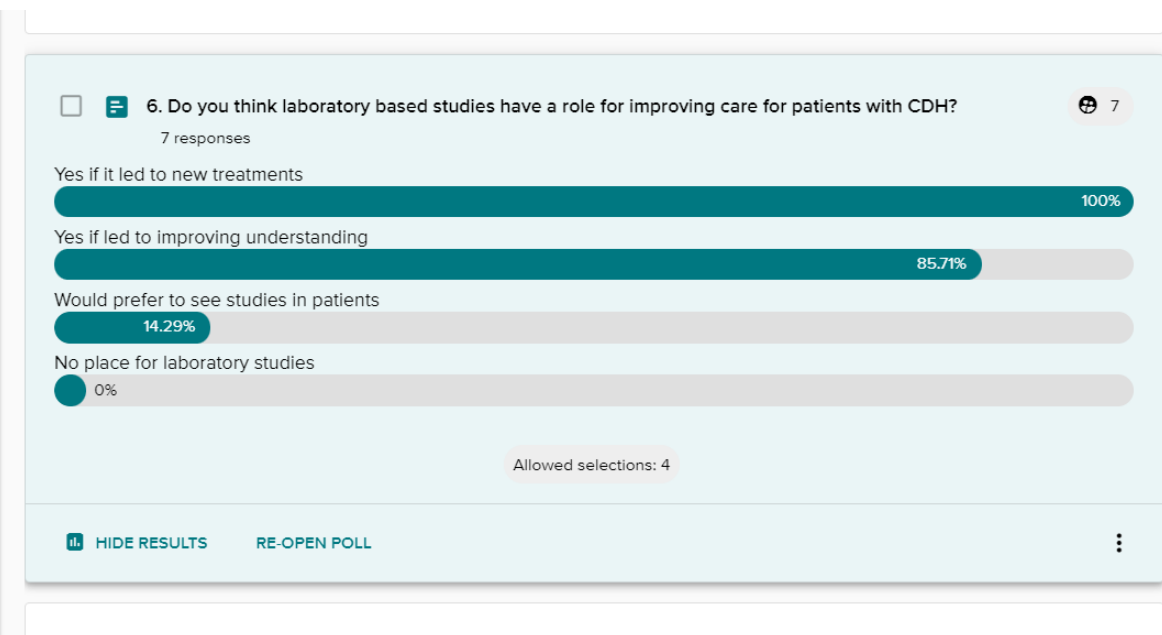 6. Do you think laboratory based studies have a role for improving care for patients with CDH?
7
7 responses
Yes if it led to new treatments
100%
Yes if led to improving understanding
85.71%
Would prefer to see studies in patients
14.29%
No place for laboratory studies
0%
Allowed selections: 4
HIDE RESULTS
RE-OPEN POLL